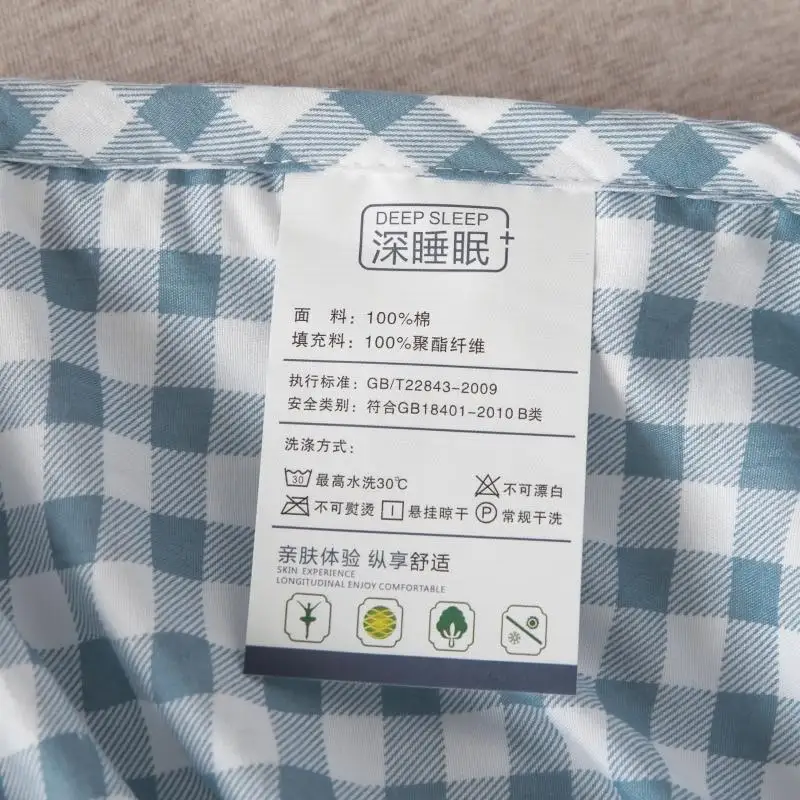 DEEP SLEEP
深睡眠+
面 料：100%棉
填充料：100%聚酯纤维
执行标准：GB/T22843-2009
安全类别：符合GB18401-2010 B类
洗涤方式：
30 最高水洗30℃ 不可漂白
不可熨烫 悬挂晾干 P 常规干洗
亲肤体验 纵享舒适
SKIN EXPERIENCE
LONGITUDINAL ENJOY COMFORTABLE